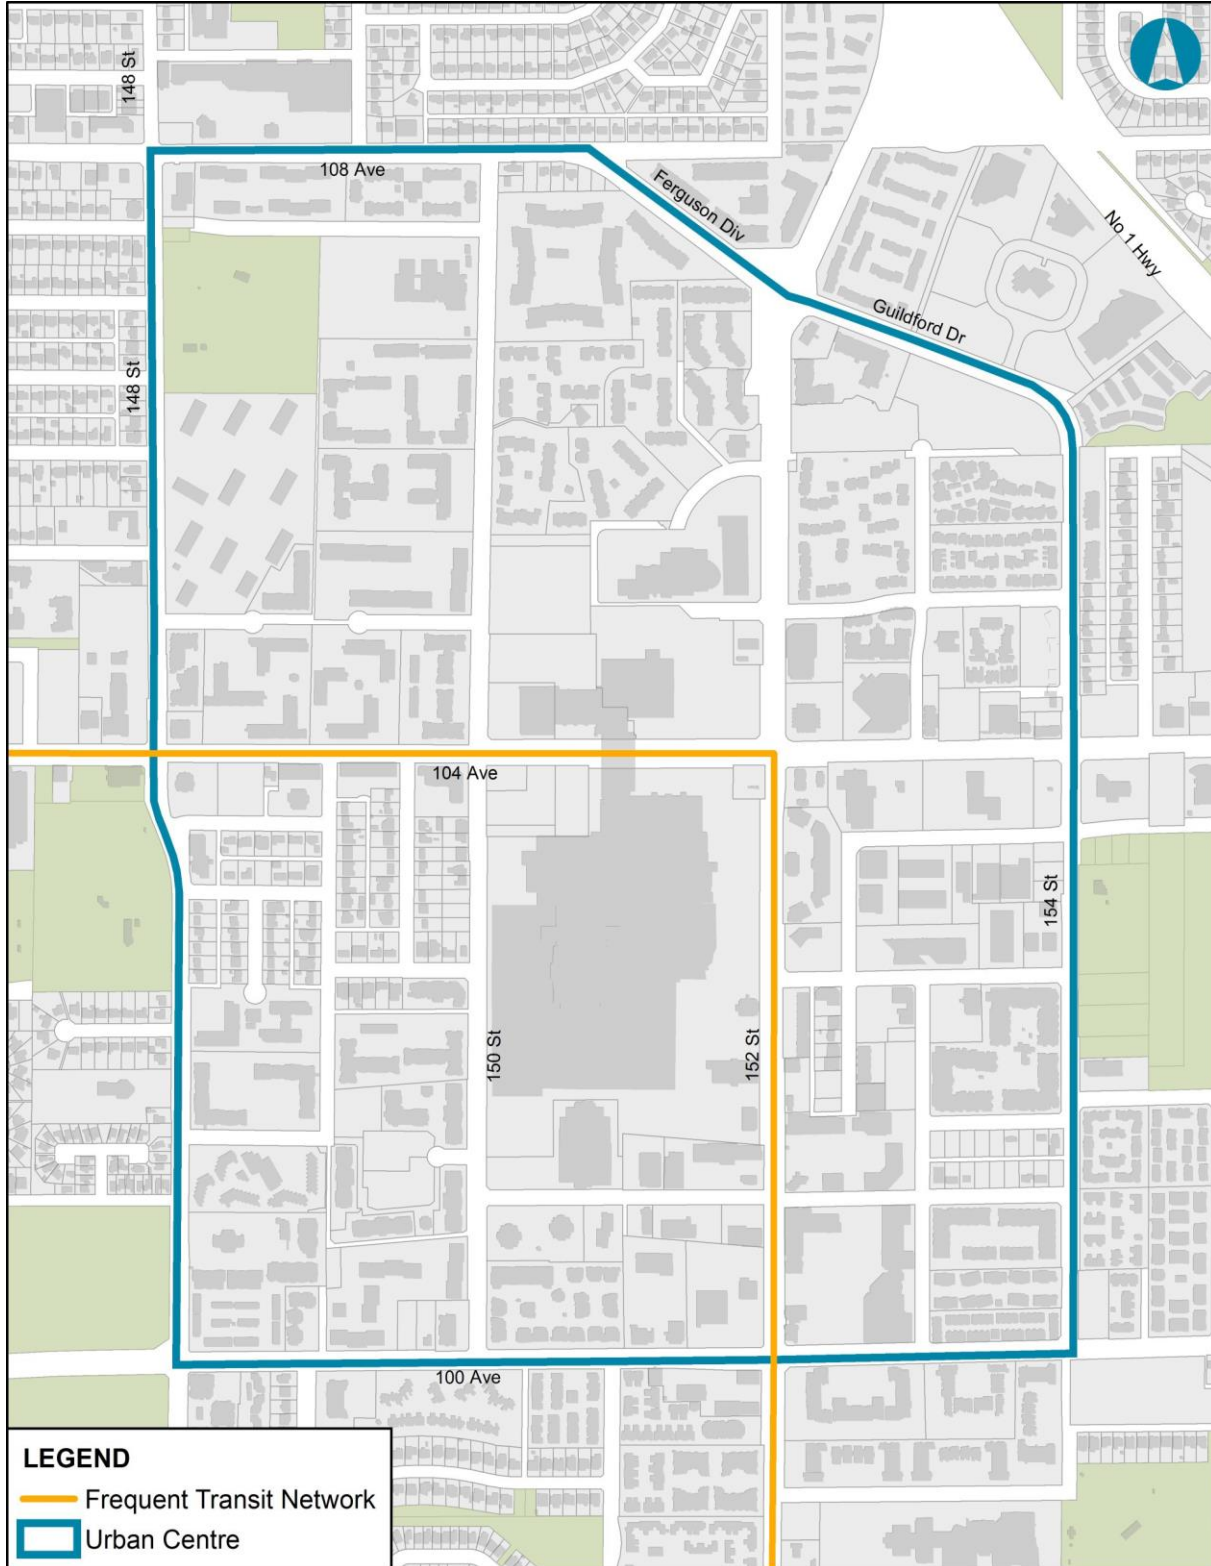 148 St
108 Ave
Ferguson Div
No 1 Hwy
Guildford Dr
148 St
104 Ave
154 St
150 St
152 St
100 Ave
LEGEND
Frequent Transit Network
Urban Centre